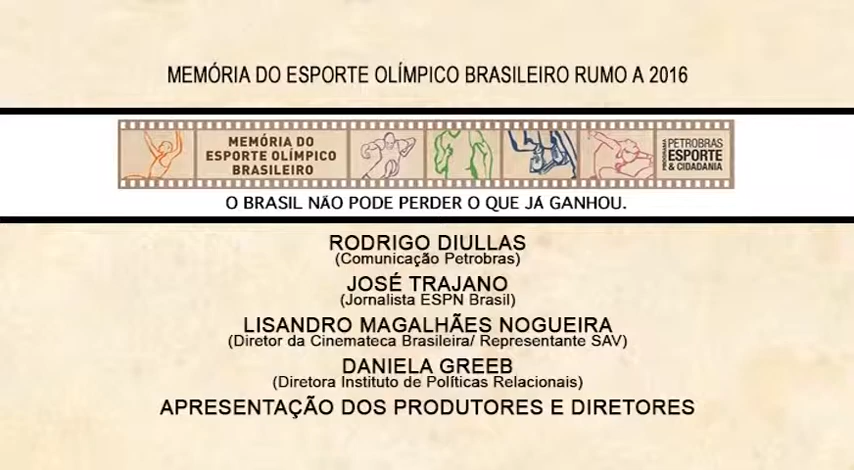 MEMÓRIA DO ESPORTE OLÍMPICO BRASILEIRO RUMO A 2016
MEMÓRIA DO
ESPORTE OLÍMPICO
BRASILEIRO
PROGRAMA
PETROBRAS
ESPORTE
& CIDADANIA
O BRASIL NÃO PODE PERDER O QUE JÁ GANHOU.
RODRIGO DIULLAS
(Comunicação Petrobras)
JOSÉ TRAJANO
(Jornalista ESPN Brasil)
LISANDRO MAGALHÃES NOGUEIRA
(Diretor da Cinemateca Brasileira/ Representante SAV)
DANIELA GREEB
(Diretora Instituto de Políticas Relacionais)
APRESENTAÇÃO DOS PRODUTORES E DIRETORES